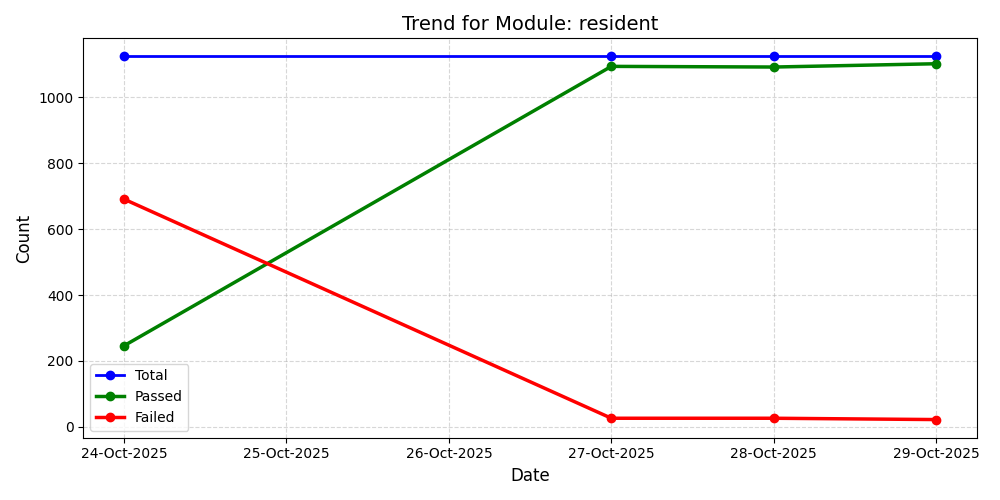 Trend for Module: resident
Count
1000
800
600
400
200
0
Total
Passed
Failed
24-Oct-2025 25-Oct-2025 26-Oct-2025 27-Oct-2025 28-Oct-2025 29-Oct-2025
Date